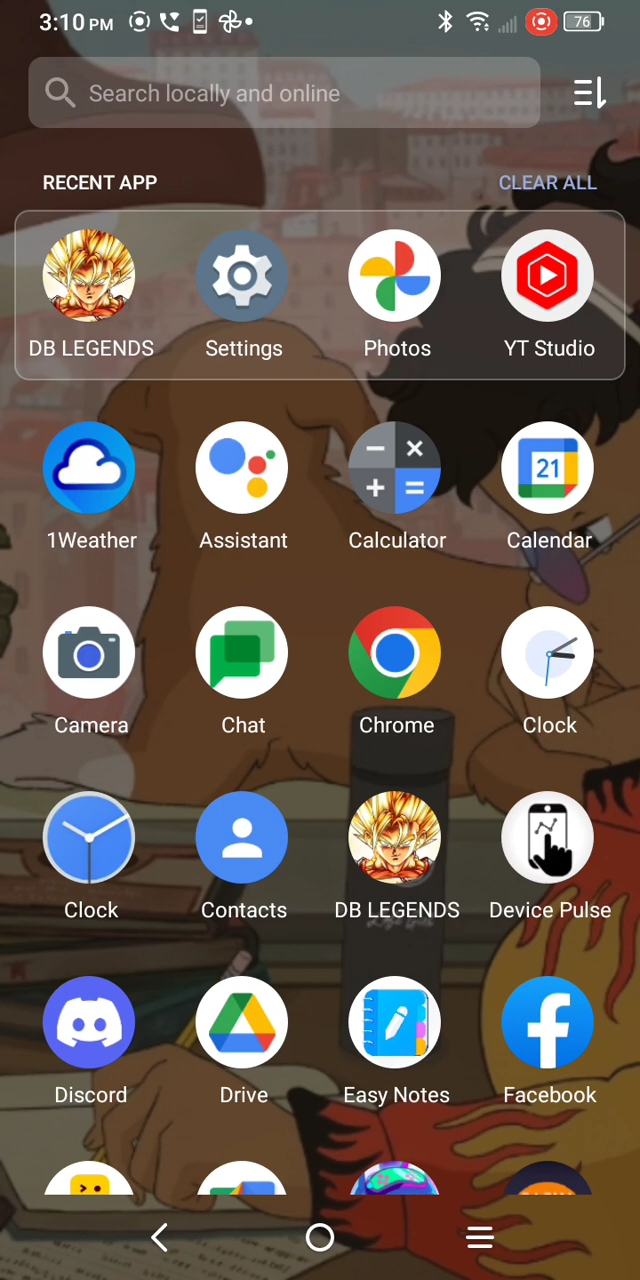 3:10 PM 76
Search locally and online
RECENT APP CLEAR ALL
DB LEGENDS Settings Photos YT Studio
21
1Weather Assistant Calculator Calendar
Camera Chat Chrome Clock
Clock Contacts DB LEGENDS Device Pulse
Discord Drive Easy Notes Facebook